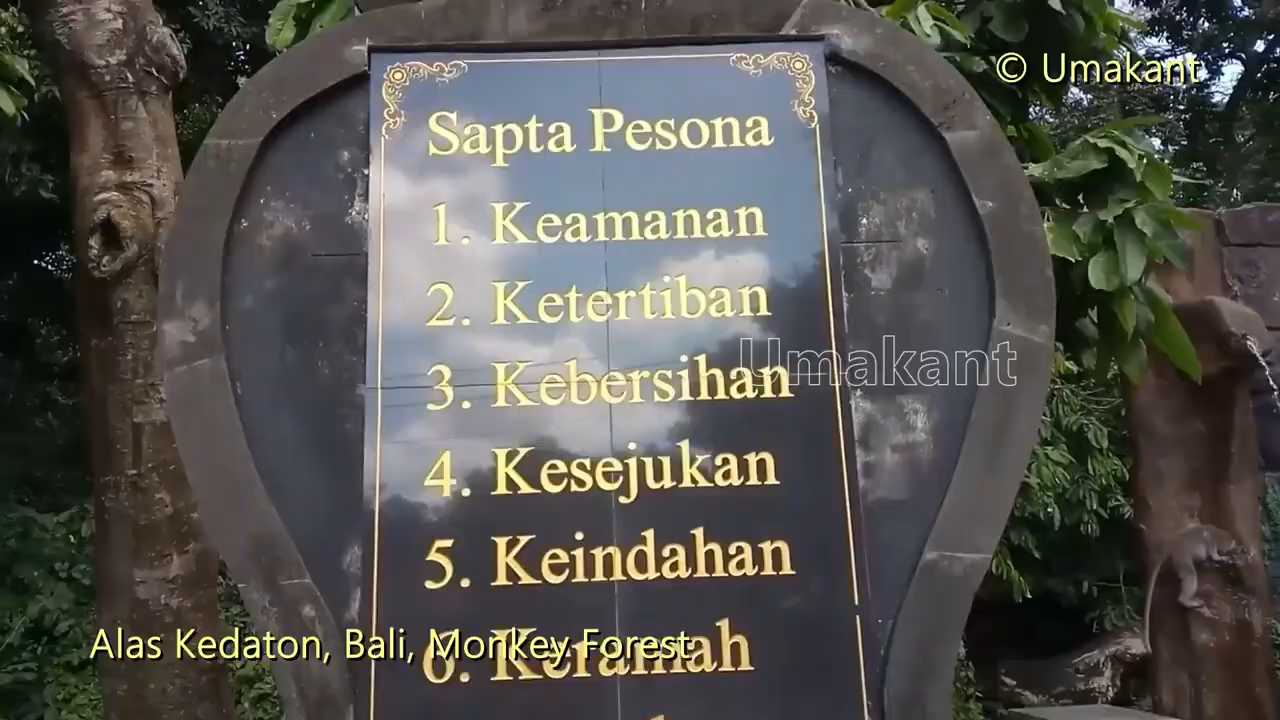 © Umakant
Sapta Pesona
1. Keamanan
2. Ketertiban
3. Kebersihan
Umakant
4. Kesejukan
5. Keindahan
6. Keramah
Alas Kedaton, Bali, Monkey Forest